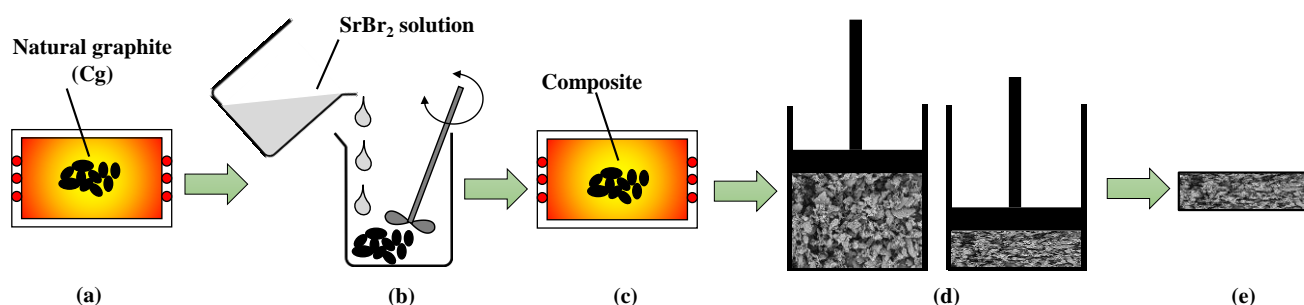 SrBr₂ solution
Natural graphite
(Cg)
Composite
(a)
(b)
(c)
(d)
(e)